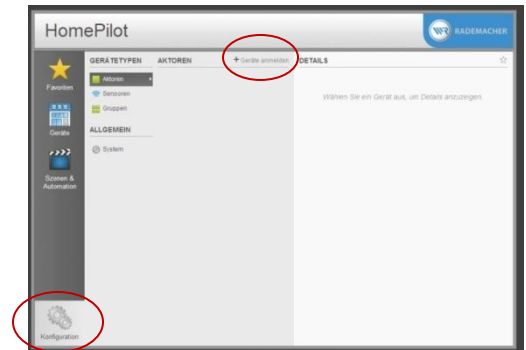 HomePilot
RADEMACHER
Favoriten
Geräte
Szenen &
Automation
Konfiguration
GERÄTETYPEN
Aktoren
Sensoren
Gruppen
ALLGEMEIN
System
AKTOREN
+ Geräte anmelden
DETAILS
Wählen Sie ein Gerät aus, um Details anzuzeigen.